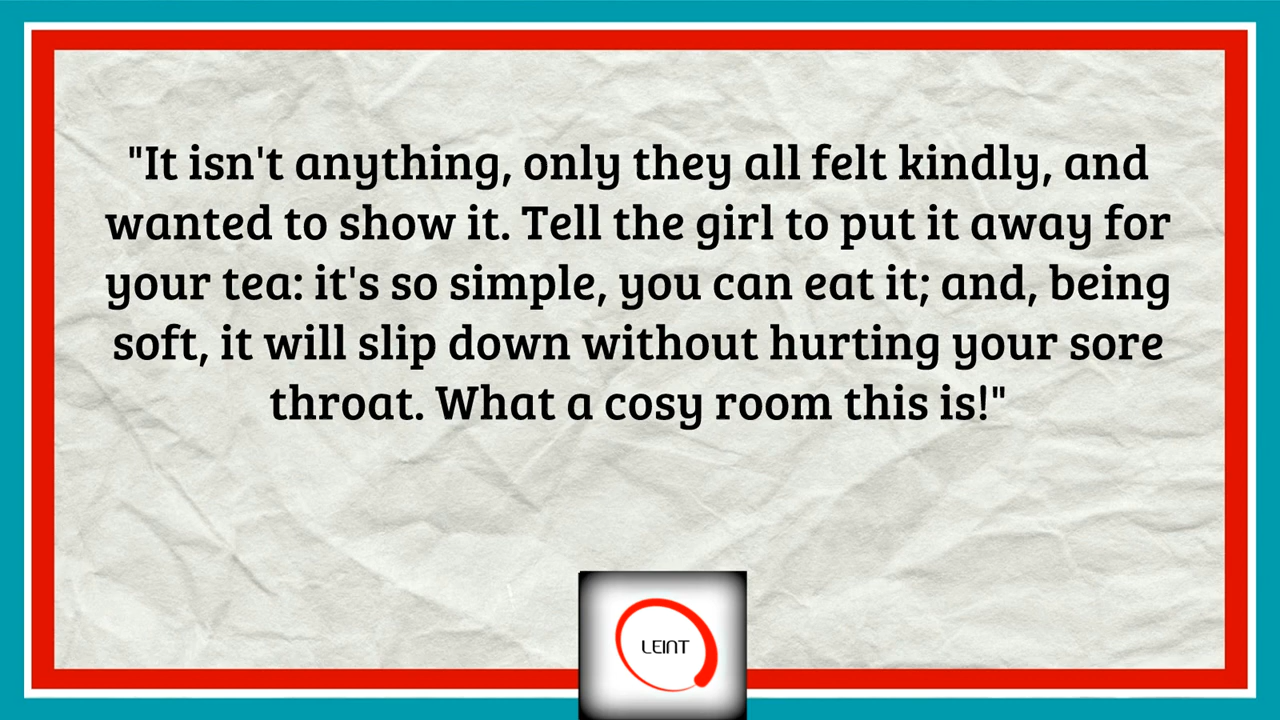 "It isn't anything, only they all felt kindly, and
wanted to show it. Tell the girl to put it away for
your tea: it's so simple, you can eat it; and, being
soft, it will slip down without hurting your sore
throat. What a cosy room this is!"
LEINT